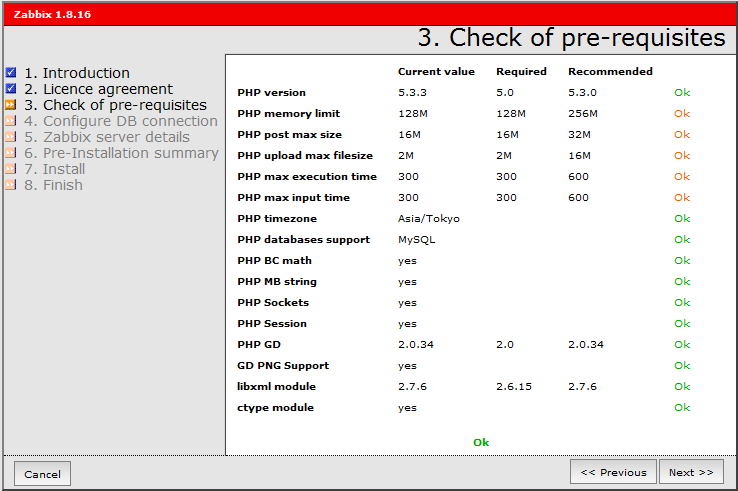 Zabbix 1.8.16
3. Check of pre-requisites
1. Introduction
2. Licence agreement
3. Check of pre-requisites
4. Configure DB connection
5. Zabbix server details
6. Pre-Installation summary
7. Install
8. Finish
Current value Required Recommended
PHP version 5.3.3 5.0 5.3.0 Ok
PHP memory limit 128M 128M 256M Ok
PHP post max size 16M 16M 32M Ok
PHP upload max filesize 2M 2M 16M Ok
PHP max execution time 300 300 600 Ok
PHP max input time 300 300 600 Ok
PHP timezone Asia/Tokyo Ok
PHP databases support MySQL Ok
PHP BC math yes Ok
PHP MB string yes Ok
PHP Sockets yes Ok
PHP Session yes Ok
PHP GD 2.0.34 2.0 2.0.34 Ok
GD PNG Support yes Ok
libxml module 2.7.6 2.6.15 2.7.6 Ok
ctype module yes Ok
Ok
Cancel << Previous Next >>